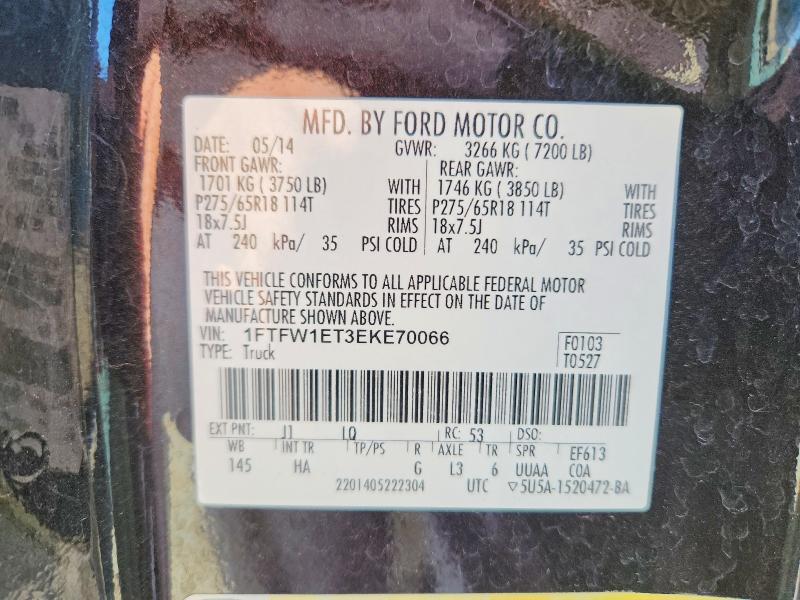 MFD. BY FORD MOTOR CO.
DATE: 05/14 GVWR: 3266 KG ( 7200 LB)
FRONT GAWR: REAR GAWR:
1701 KG ( 3750 LB) WITH 1746 KG ( 3850 LB) WITH
P275/65R18 114T TIRES P275/65R18 114T TIRES
18x7.5J RIMS 18x7.5J RIMS
AT 240 kPa/ 35 PSI COLD AT 240 kPa/ 35 PSI COLD
THIS VEHICLE CONFORMS TO ALL APPLICABLE FEDERAL MOTOR
VEHICLE SAFETY STANDARDS IN EFFECT ON THE DATE OF
MANUFACTURE SHOWN ABOVE.
VIN: 1FTFW1ET3EKE70066 F0103
TYPE: Truck T0527
EXT PNT: J1 LQ RC: 53 DSO:
WB INT TR TP/PS R AXLE TR SPR EF613
145 HA G L3 6 UUAA C0A
2201405222304 UTC ▽5U5A-1520472-BA